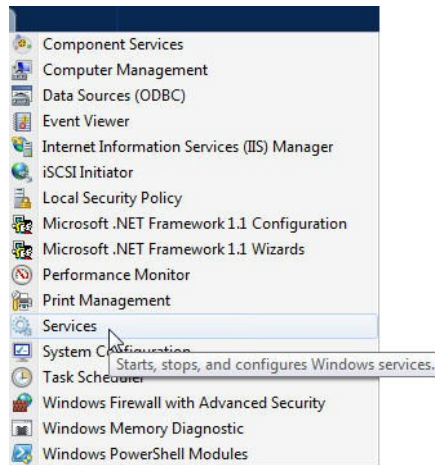 Component Services
Computer Management
Data Sources (ODBC)
Event Viewer
Internet Information Services (IIS) Manager
iSCSI Initiator
Local Security Policy
Microsoft .NET Framework 1.1 Configuration
Microsoft .NET Framework 1.1 Wizards
Performance Monitor
Print Management
Services
System Configuration
Starts, stops, and configures Windows services.
Task Scheduler
Windows Firewall with Advanced Security
Windows Memory Diagnostic
Windows PowerShell Modules